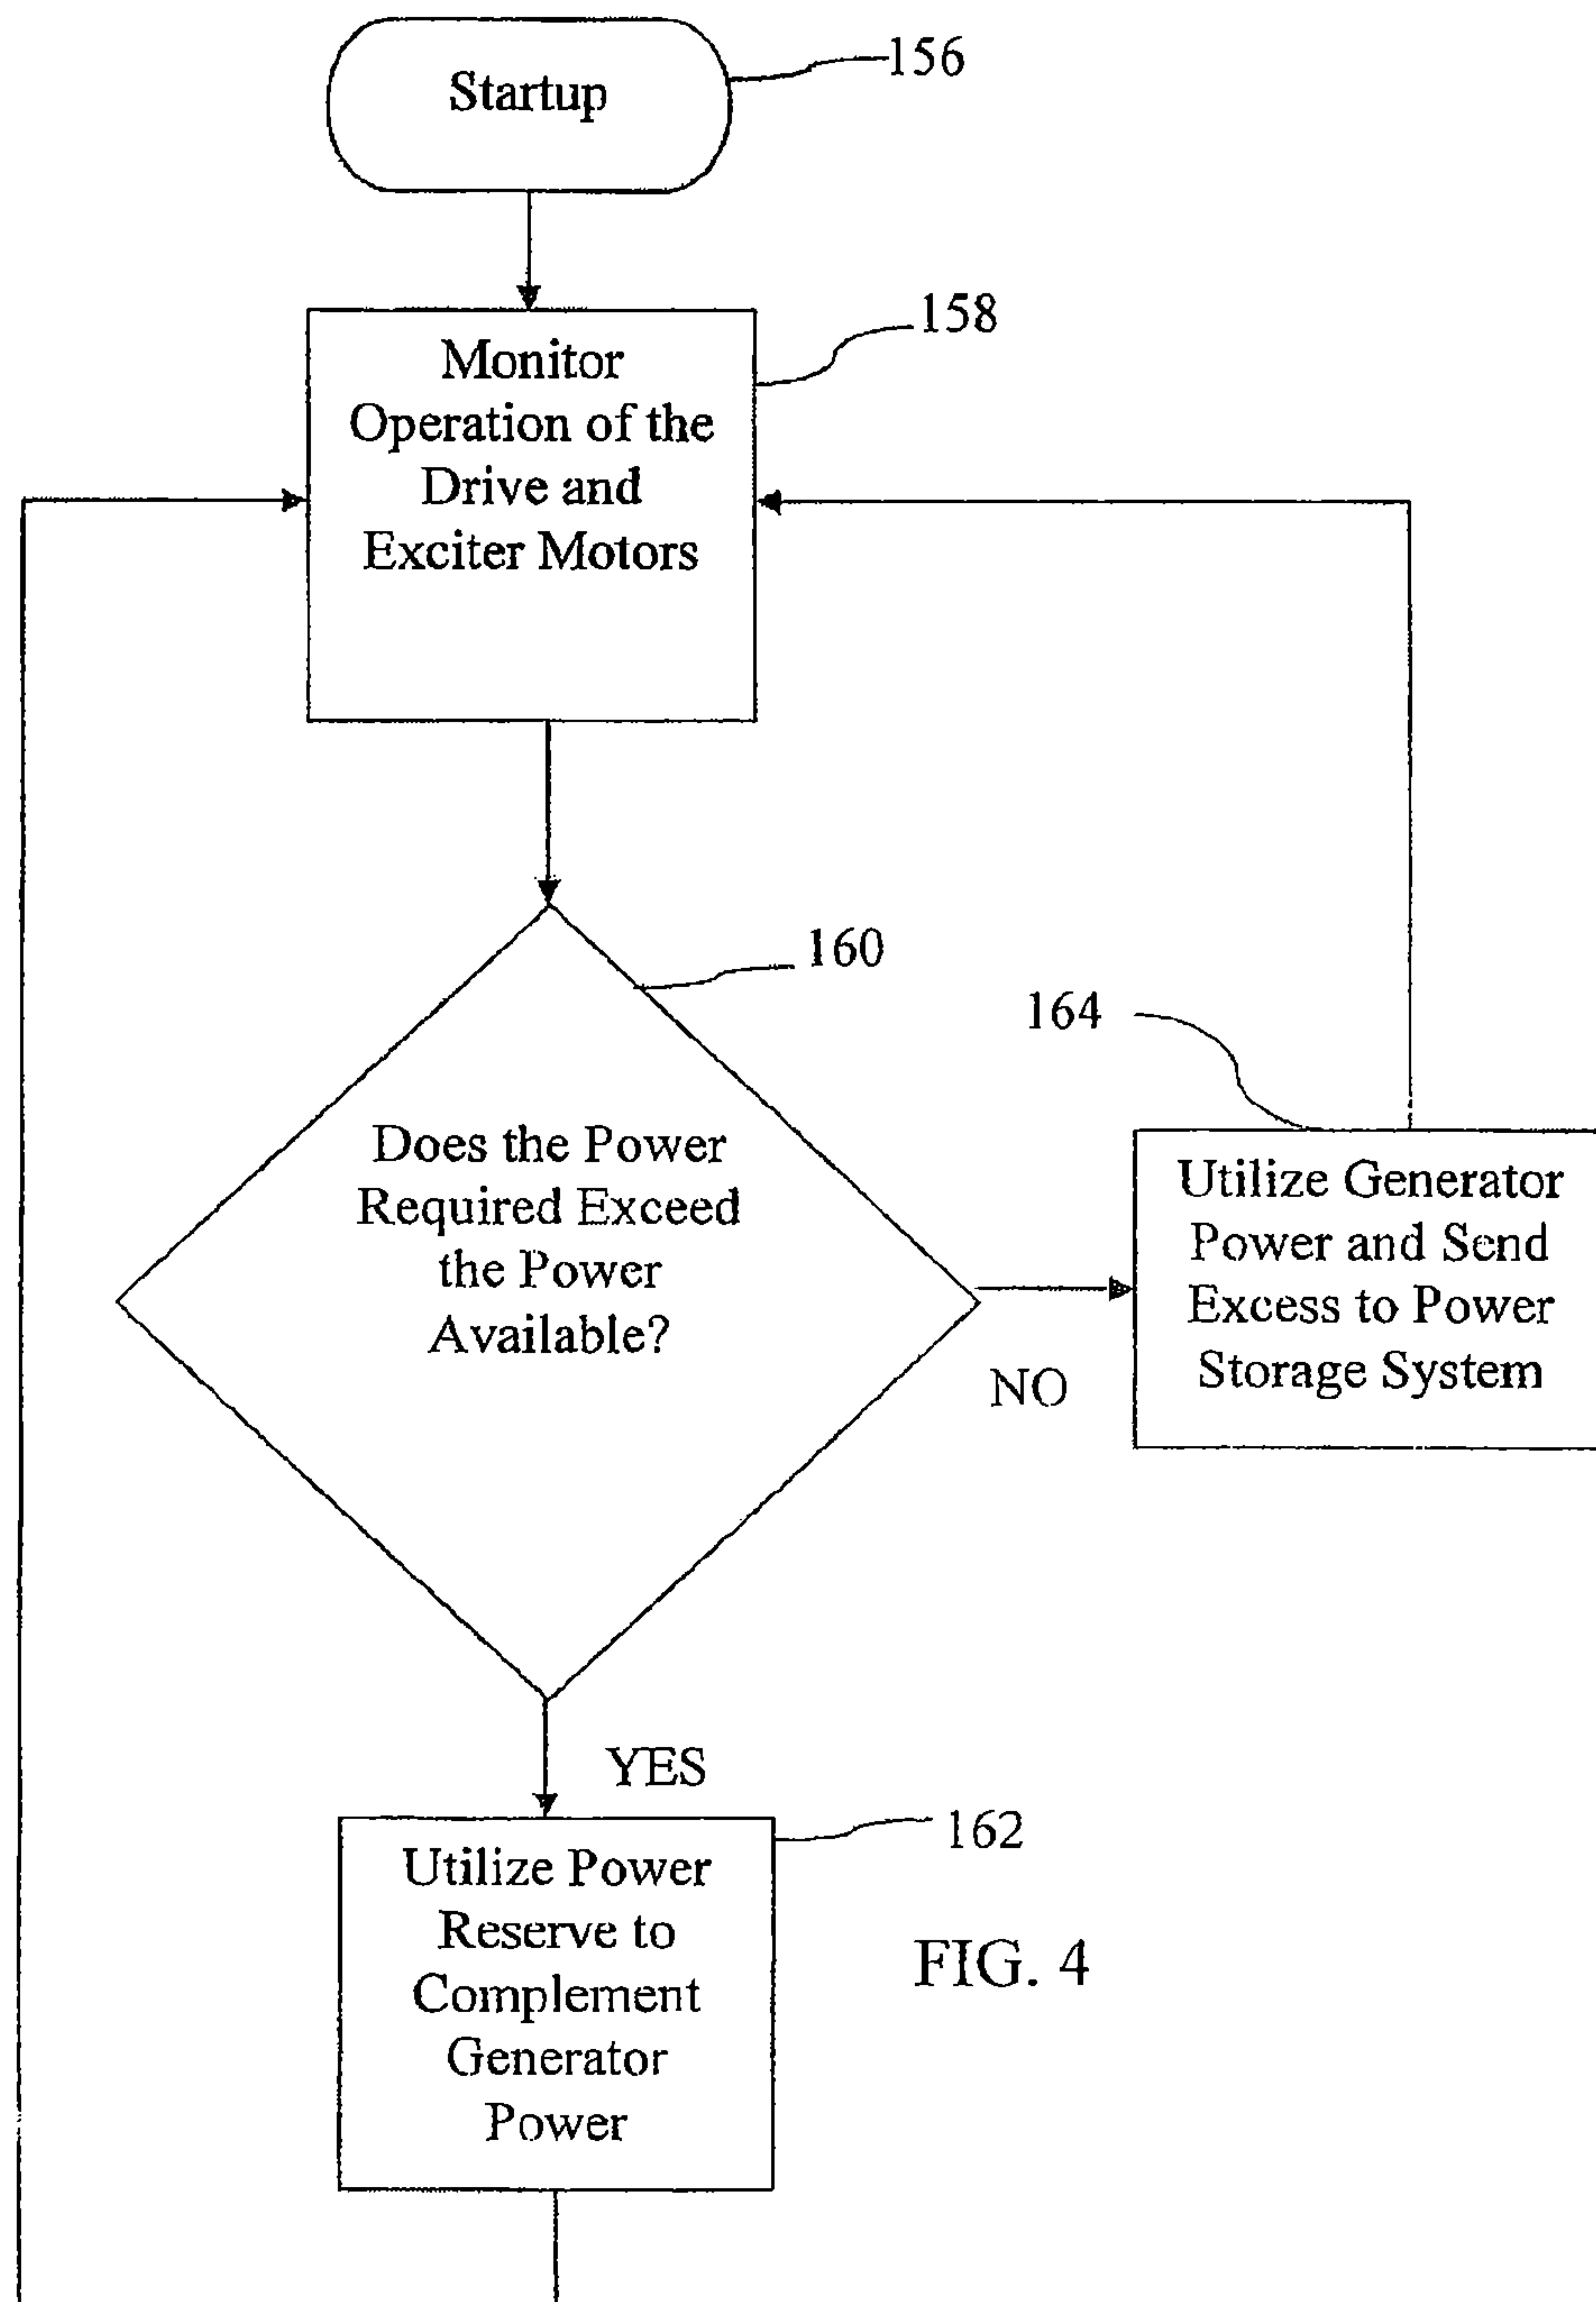 Startup
156
Monitor
Operation of the
Drive and
Exciter Motors
158
160
Does the Power
Required Exceed
the Power
Available?
NO
164
Utilize Generator
Power and Send
Excess to Power
Storage System
YES
162
Utilize Power
Reserve to
Complement
Generator
Power
FIG. 4